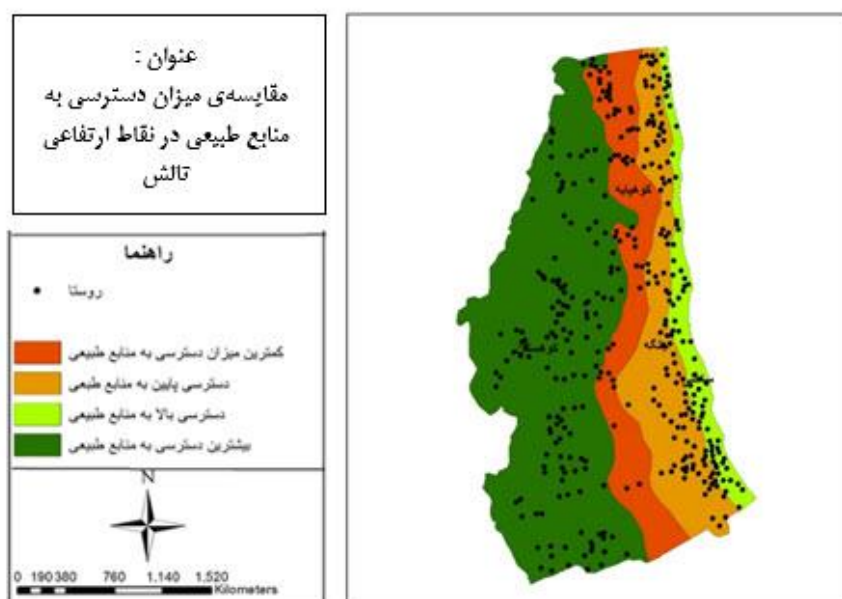 عنوان :
مقایسه‌ی میزان دسترسی به
منابع طبیعی در نقاط ارتفاعی
تالش
راهنما
روستا
کمترین میزان دسترسی به منابع طبیعی
دسترسی پایین به منابع طبعی
دسترسی بالا به منابع طبیعی
بیشترین دسترسی به منابع طبیعی
N
0 190 380 760 1,140 1,520
Kilometers
کوهپایه